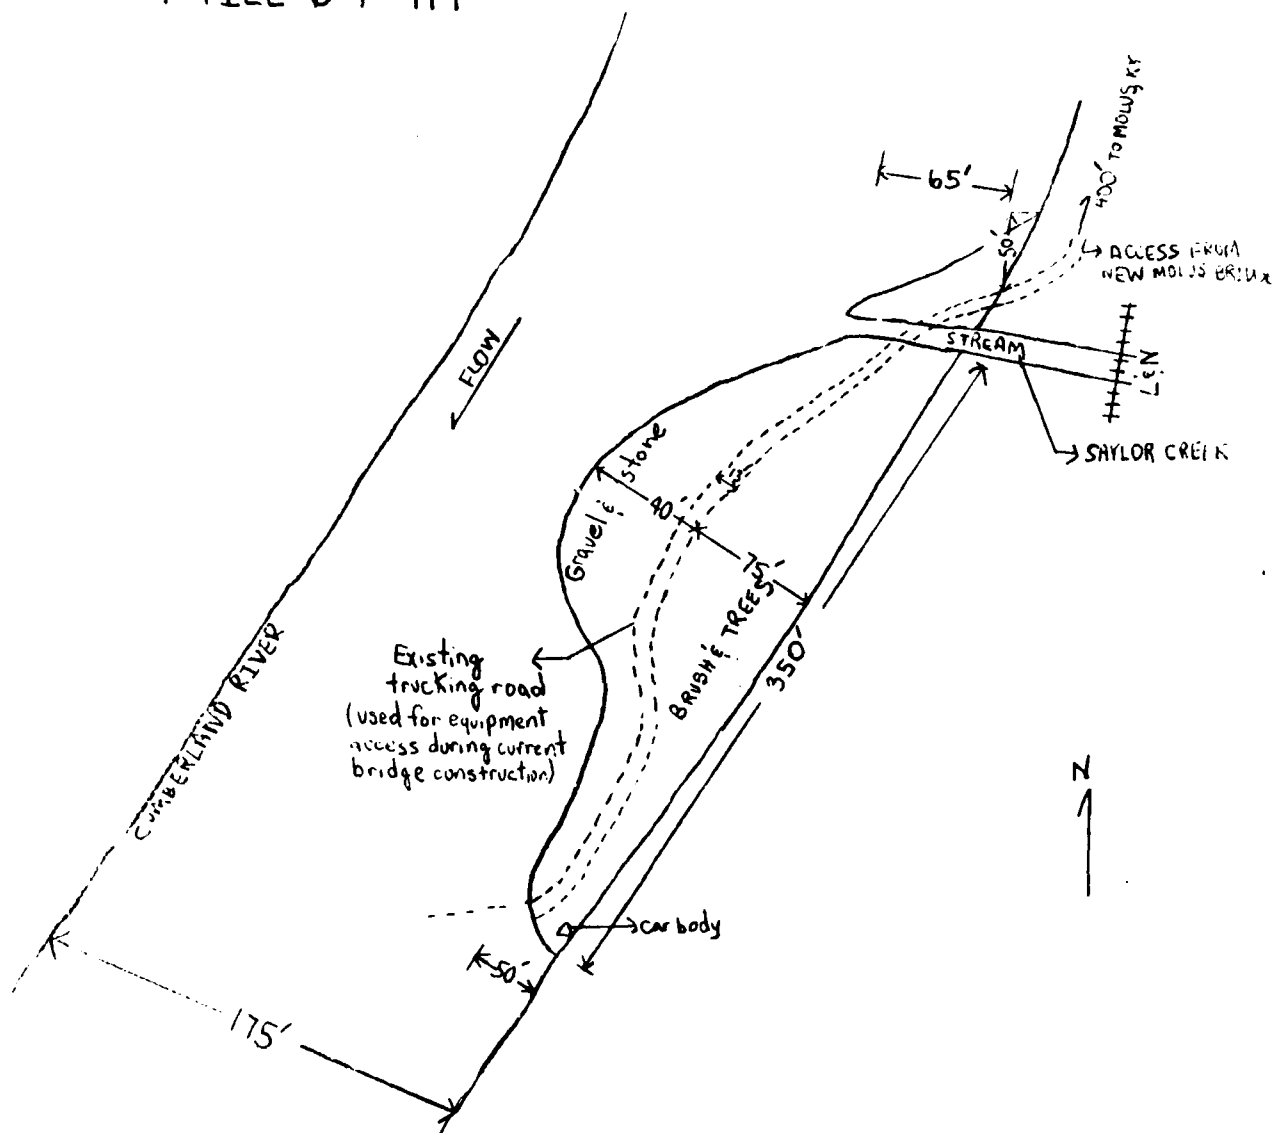 400' TO MOLUS, KY
65'
50'
ACCESS FROM
NEW MOLUS
STREAM
L&N
FLOW
SAYLOR CREEK
Gravel & stone
40
75'
BRUSH & TREES
350'
Existing
trucking road
(used for equipment
access during current
bridge construction)
CUMBERLAND RIVER
N
car body
50'
175'